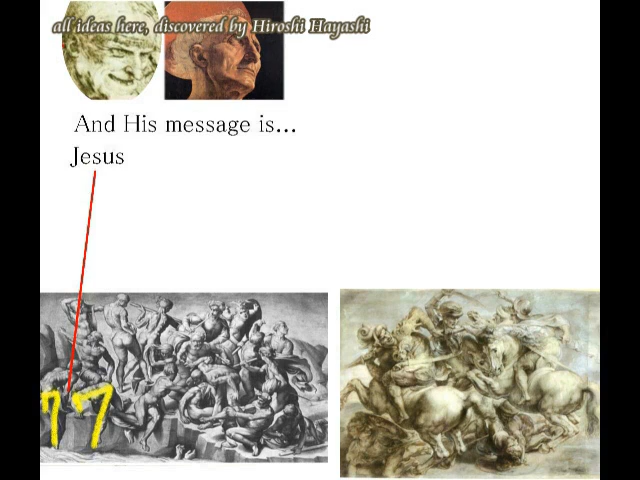 all ideas here, discovered by Hiroshi Hayashi
And His message is...
Jesus
77